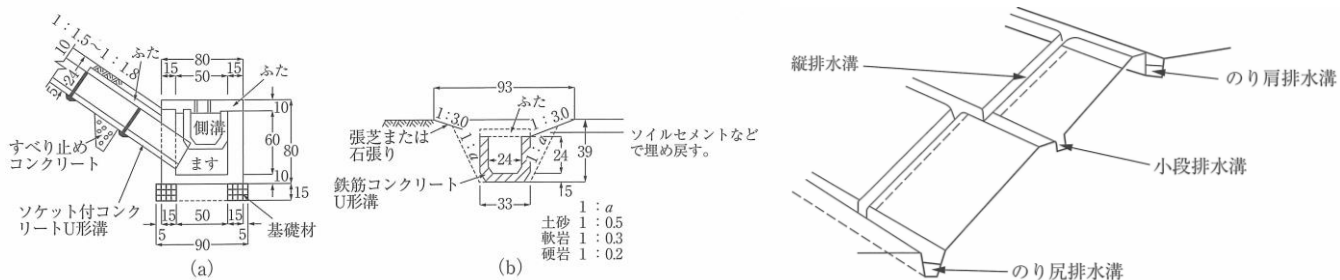 1：1.5～1：1.8
ふた
10
24
5
80
15 50 15
ふた
側溝
ます
10
60
80
10
15
すべり止め
コンクリート
ソケット付コンク
リートU形溝
15 50 15
基礎材
5 5
90
(a)
93
1：3.0 ふた 1：3.0
張芝または
石張り
1：a
1：a
24
24
39
ソイルセメントなど
で埋め戻す。
鉄筋コンクリート
U形溝
5
33
1：a
土砂 1：0.5
軟岩 1：0.3
硬岩 1：0.2
(b)
縦排水溝
のり肩排水溝
小段排水溝
のり尻排水溝